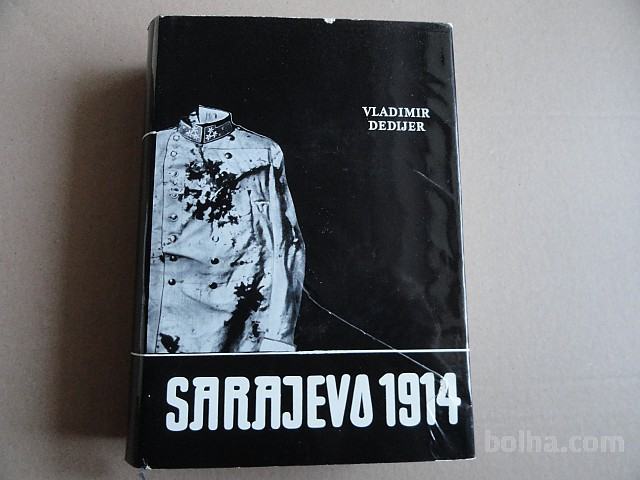 VLADIMIR
DEDIJER
SARAJEVO 1914
bolha.com